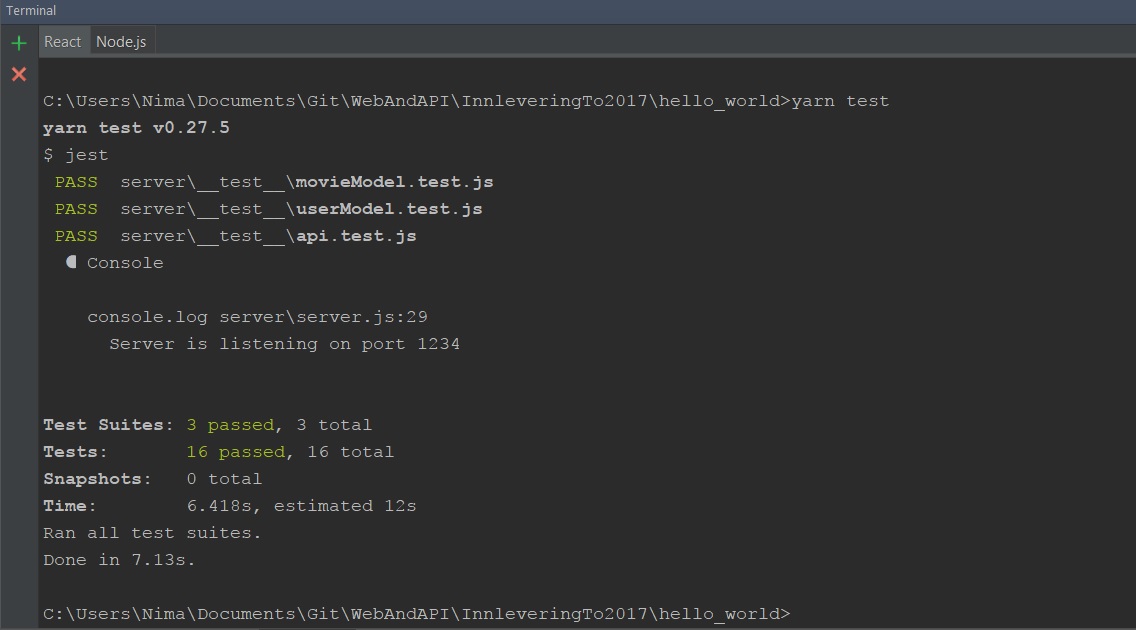 Terminal
React Node.js
C:\Users\Nima\Documents\Git\WebAndAPI\InnleveringTo2017\hello_world>yarn test
yarn test v0.27.5
$ jest
PASS server\__test__\movieModel.test.js
PASS server\__test__\userModel.test.js
PASS server\__test__\api.test.js
Console
console.log server\server.js:29
Server is listening on port 1234
Test Suites: 3 passed, 3 total
Tests: 16 passed, 16 total
Snapshots: 0 total
Time: 6.418s, estimated 12s
Ran all test suites.
Done in 7.13s.
C:\Users\Nima\Documents\Git\WebAndAPI\InnleveringTo2017\hello_world>